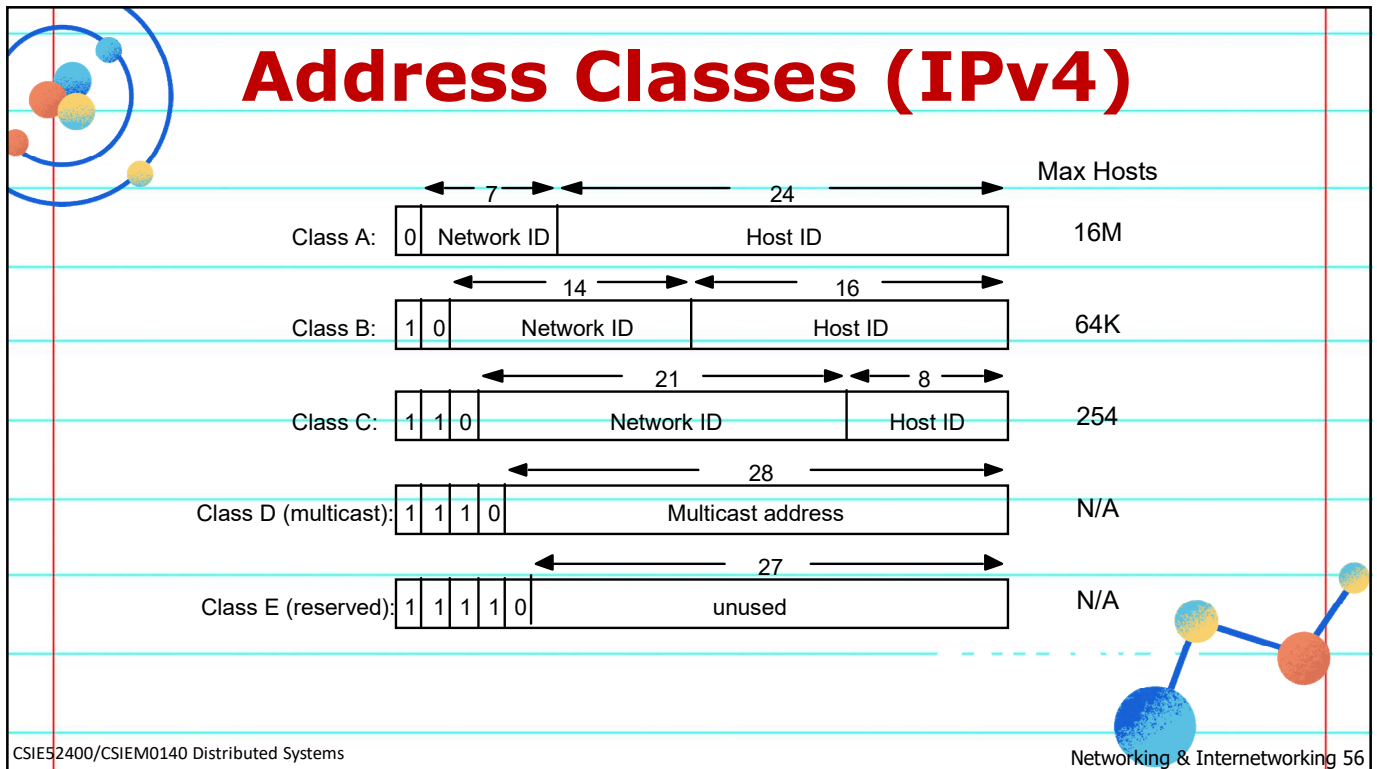 Address Classes (IPv4)
Max Hosts
7 24
Class A: 0 Network ID Host ID 16M
14 16
Class B: 1 0 Network ID Host ID 64K
21 8
Class C: 1 1 0 Network ID Host ID 254
28
Class D (multicast): 1 1 1 0 Multicast address N/A
27
Class E (reserved): 1 1 1 1 0 unused N/A
CSIE52400/CSIEM0140 Distributed Systems
Networking & Internetworking 56